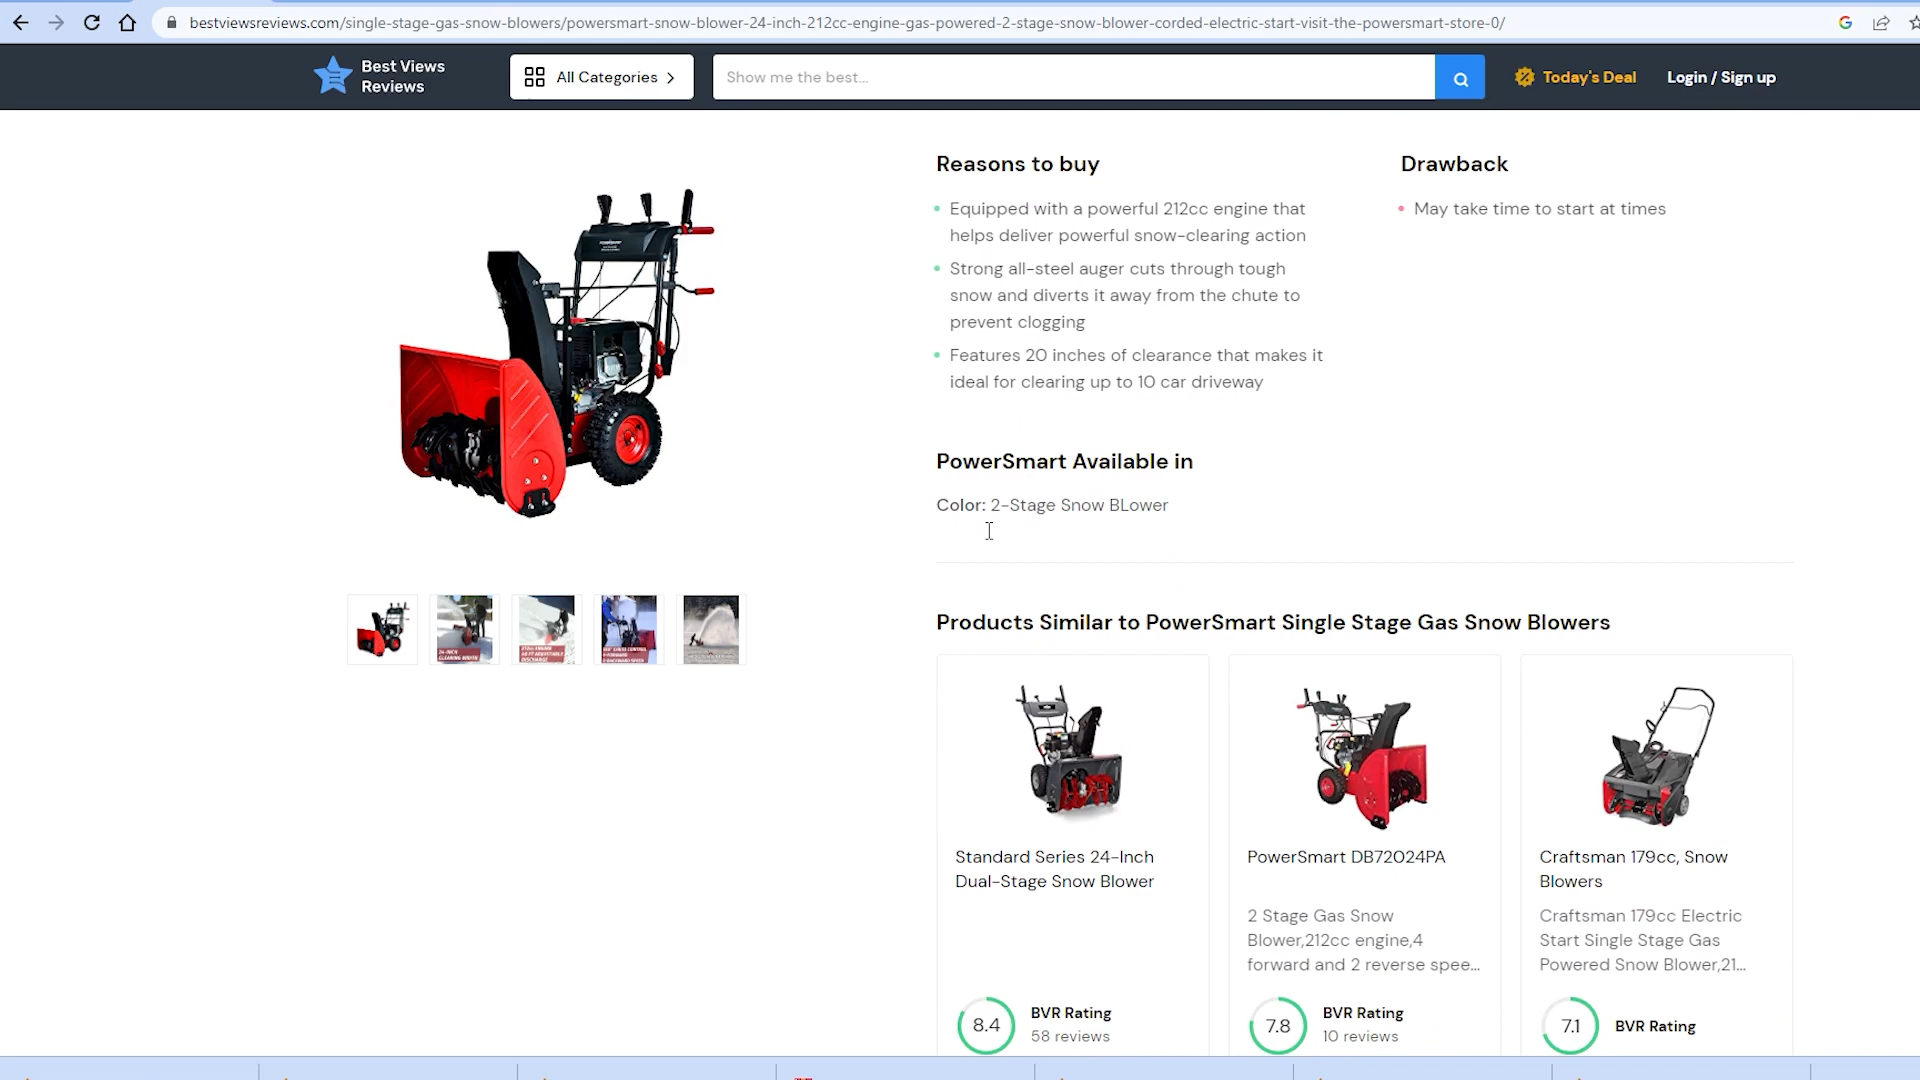 bestviewsreviews.com/single-stage-gas-snow-blowers/powersmart-snow-blower-24-inch-212cc-engine-gas-powered-2-stage-snow-blower-corded-electric-start-visit-the-powersmart-store-0/
Best Views
Reviews
All Categories
Show me the best...
Today's Deal
Login / Sign up
Reasons to buy
Equipped with a powerful 212cc engine that
helps deliver powerful snow-clearing action
Strong all-steel auger cuts through tough
snow and diverts it away from the chute to
prevent clogging
Features 20 inches of clearance that makes it
ideal for clearing up to 10 car driveway
Drawback
May take time to start at times
PowerSmart Available in
Color: 2-Stage Snow BLower
24-INCH
CLEARING WIDTH
Products Similar to PowerSmart Single Stage Gas Snow Blowers
Standard Series 24-Inch
Dual-Stage Snow Blower
8.4
BVR Rating
58 reviews
PowerSmart DB72024PA
2 Stage Gas Snow
Blower,212cc engine,4
forward and 2 reverse spee...
7.8
BVR Rating
10 reviews
Craftsman 179cc, Snow
Blowers
Craftsman 179cc Electric
Start Single Stage Gas
Powered Snow Blower,21...
7.1
BVR Rating